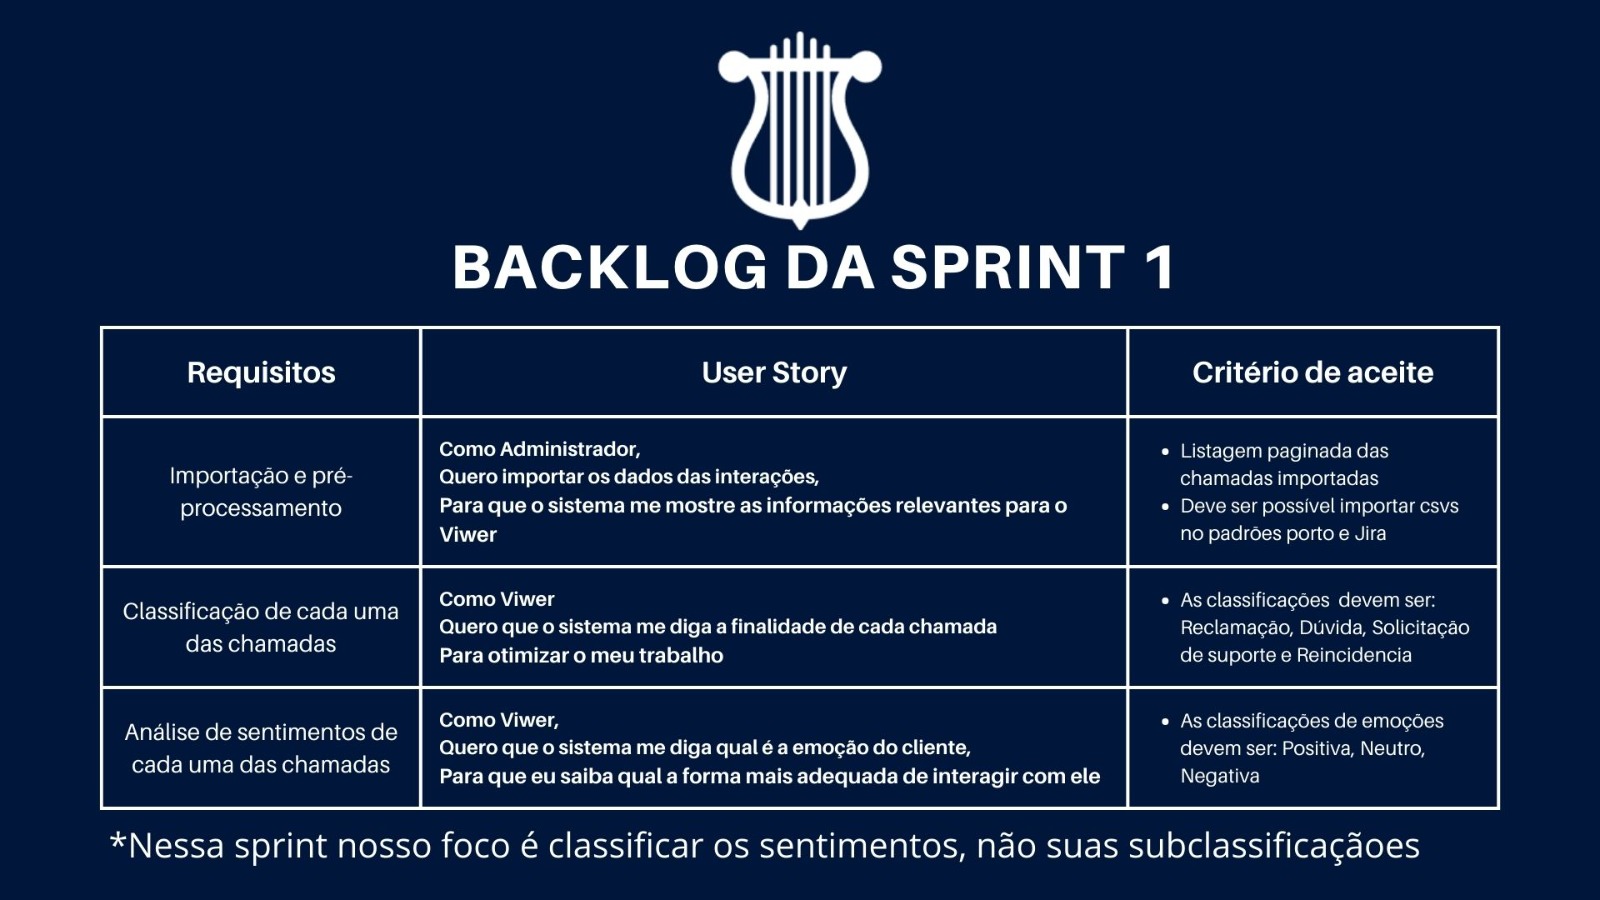 BACKLOG DA SPRINT 1
Requisitos
User Story
Critério de aceite
Importação e pré-
processamento
Como Administrador,
Quero importar os dados das interações,
Para que o sistema me mostre as informações relevantes para o
Viwer
• Listagem paginada das
chamadas importadas
• Deve ser possível importar csvs
no padrões porto e Jira
Classificação de cada uma
das chamadas
Como Viwer
Quero que o sistema me diga a finalidade de cada chamada
Para otimizar o meu trabalho
• As classificações  devem ser:
Reclamação, Dúvida, Solicitação
de suporte e Reincidencia
Análise de sentimentos de
cada uma das chamadas
Como Viwer,
Quero que o sistema me diga qual é a emoção do cliente,
Para que eu saiba qual a forma mais adequada de interagir com ele
• As classificações de emoções
devem ser: Positiva, Neutro,
Negativa
*Nessa sprint nosso foco é classificar os sentimentos, não suas subclassificaçãoes